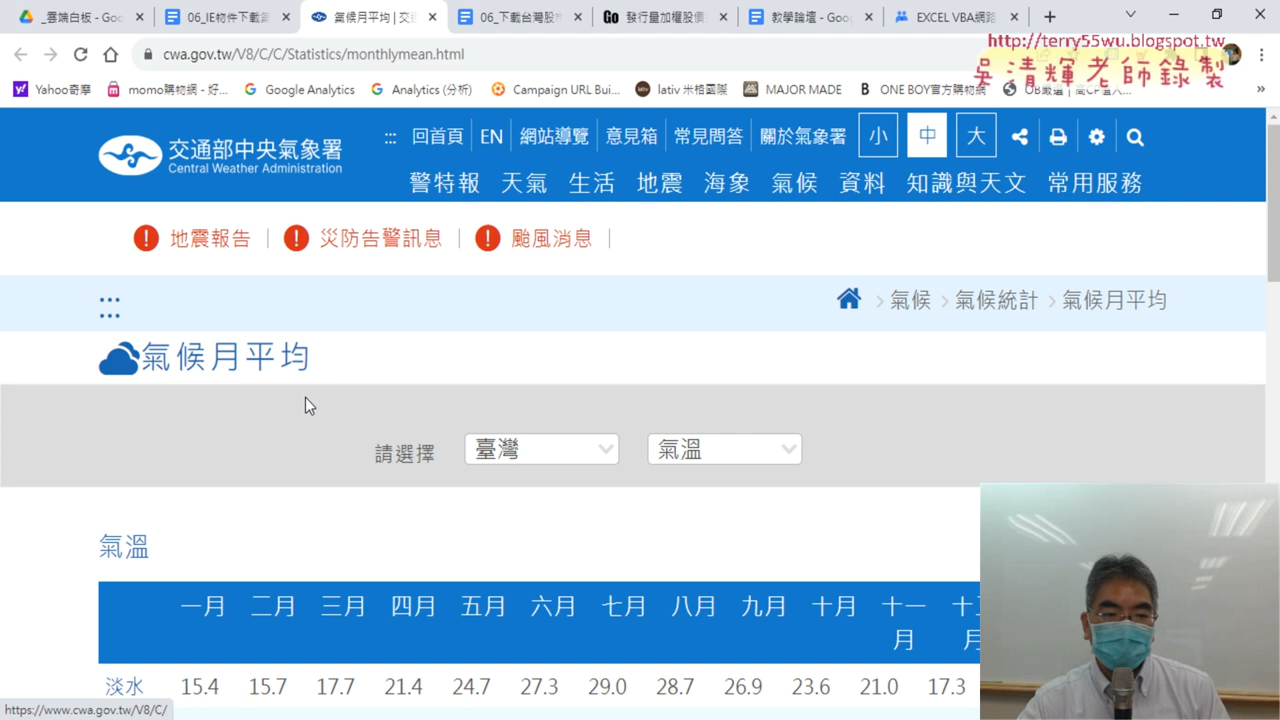 _雲端白板 - Goo
06_IE物件下載氣
氣候月平均 | 交通
06_下載台灣股市
發行量加權股價
教學論壇 - Goog
EXCEL VBA網路
cwa.gov.tw/V8/C/C/Statistics/monthlymean.html
http://terry55wu.blogspot.tw
吳清輝老師錄製
Yahoo奇摩
momo購物網 - 好...
Google Analytics
Analytics (分析)
Campaign URL Bui...
lativ 米格國際
MAJOR MADE
ONE BOY官方購物網
交通部中央氣象署
Central Weather Administration
::: 回首頁 EN 網站導覽 意見箱 常見問答 關於氣象署 小 中 大
警特報 天氣 生活 地震 海象 氣候 資料 知識與天文 常用服務
地震報告 災防告警訊息 颱風消息
:::
氣候 > 氣候統計 > 氣候月平均
氣候月平均
請選擇 臺灣 氣溫
氣溫
一月 二月 三月 四月 五月 六月 七月 八月 九月 十月 十一月
淡水 15.4 15.7 17.7 21.4 24.7 27.3 29.0 28.7 26.9 23.6 21.0 17.3
https://www.cwa.gov.tw/V8/C/